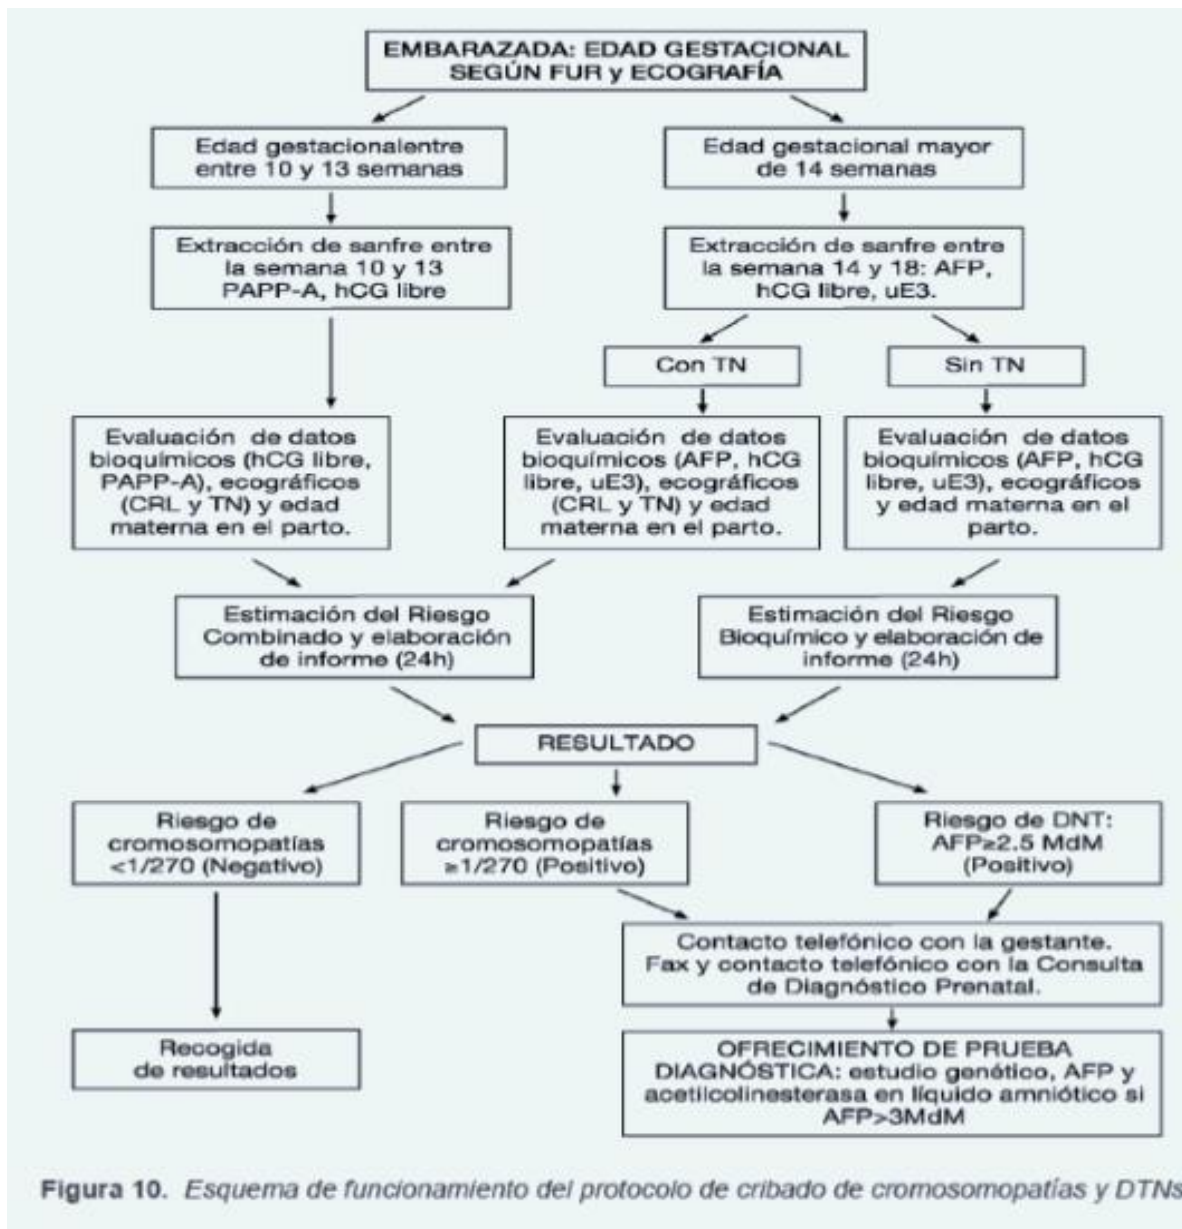 EMBARAZADA: EDAD GESTACIONAL
SEGÚN FUR y ECOGRAFÍA
Edad gestacionalentre
entre 10 y 13 semanas
Edad gestacional mayor
de 14 semanas
Extracción de sanfre entre
la semana 10 y 13
PAPP-A, hCG libre
Extracción de sanfre entre
la semana 14 y 18: AFP,
hCG libre, uE3.
Con TN
Sin TN
Evaluación de datos
bioquímicos (hCG libre,
PAPP-A), ecográficos
(CRL y TN) y edad
materna en el parto.
Evaluación de datos
bioquímicos (AFP, hCG
libre, uE3), ecográficos
(CRL y TN) y edad
materna en el parto.
Evaluación de datos
bioquímicos (AFP, hCG
libre, uE3), ecográficos
y edad materna en el
parto.
Estimación del Riesgo
Combinado y elaboración
de informe (24h)
Estimación del Riesgo
Bioquímico y elaboración de
informe (24h)
RESULTADO
Riesgo de
cromosomopatías
<1/270 (Negativo)
Riesgo de
cromosomopatías
≥1/270 (Positivo)
Riesgo de DNT:
AFP≥2.5 MdM
(Positivo)
Contacto telefónico con la gestante.
Fax y contacto telefónico con la Consulta
de Diagnóstico Prenatal.
Recogida
de resultados
OFRECIMIENTO DE PRUEBA
DIAGNÓSTICA: estudio genético, AFP y
acetilcolinesterasa en líquido amniótico si
AFP>3MdM
Figura 10. Esquema de funcionamiento del protocolo de cribado de cromosomopatías y DTNs